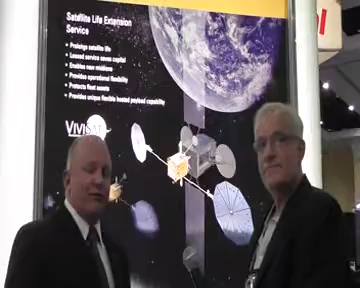 Satellite Life Extension
Service
• Prolongs satellite life
• Leased service saves capital
• Enables new missions
• Provides operational flexibility
• Protects fleet assets
• Provides unique flexible hosted payload capability